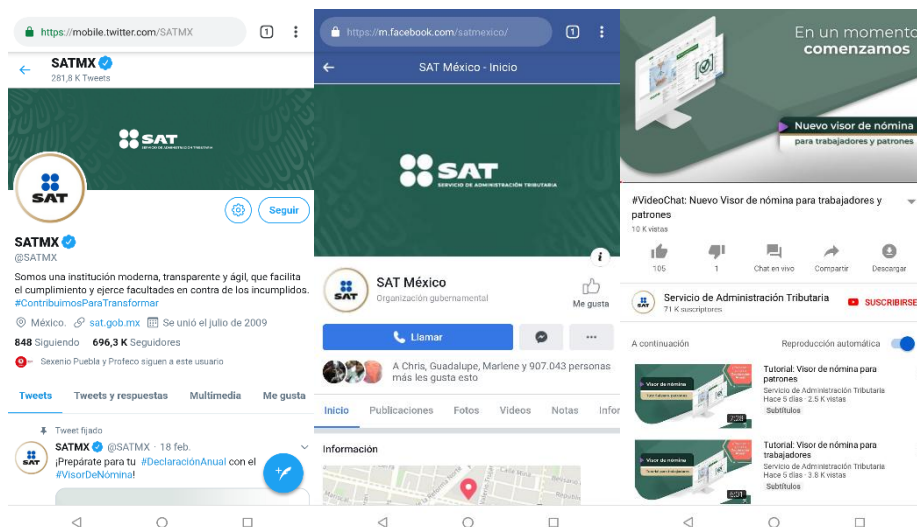 https://mobile.twitter.com/SATMX
1
SATMX
281,8 K Tweets
SAT
SERVICIO DE ADMINISTRACIÓN TRIBUTARIA
SAT
Seguir
SATMX
@SATMX
Somos una institución moderna, transparente y ágil, que facilita
el cumplimiento y ejerce facultades en contra de los incumplidos.
#ContribuimosParaTransformar
México. sat.gob.mx Se unió el julio de 2009
848 Siguiendo 696,3 K Seguidores
Sexenio Puebla y Profeco siguen a este usuario
Tweets Tweets y respuestas Multimedia Me gusta
Tweet fijado
SATMX @SATMX · 18 feb.
SAT
¡Prepárate para tu #DeclaraciónAnual con el
#VisorDeNómina!
https://m.facebook.com/satmexico/
1
SAT México - Inicio
SAT
SERVICIO DE ADMINISTRACIÓN TRIBUTARIA
i
SAT
SAT México
Organización gubernamental
Me gusta
Llamar
A Chris, Guadalupe, Marlene y 907.043 personas
más les gusta esto
Inicio Publicaciones Fotos Videos Notas Infor
Información
En un momento
comenzamos
Nuevo visor de nómina
para trabajadores y patrones
#VideoChat: Nuevo Visor de nómina para trabajadores y
patrones
10 K vistas
105 1 Chat en vivo Compartir Descargar
SAT
Servicio de Administración Tributaria
71 K suscriptores
SUSCRIBIRSE
A continuación Reproducción automática
Visor de nómina
7:28
Tutorial: Visor de nómina para
patrones
Servicio de Administración Tributaria
Hace 5 días · 2.5 K vistas
Subtítulos
Visor de nómina
6:01
Tutorial: Visor de nómina para
trabajadores
Servicio de Administración Tributaria
Hace 5 días · 3.8 K vistas
Subtítulos